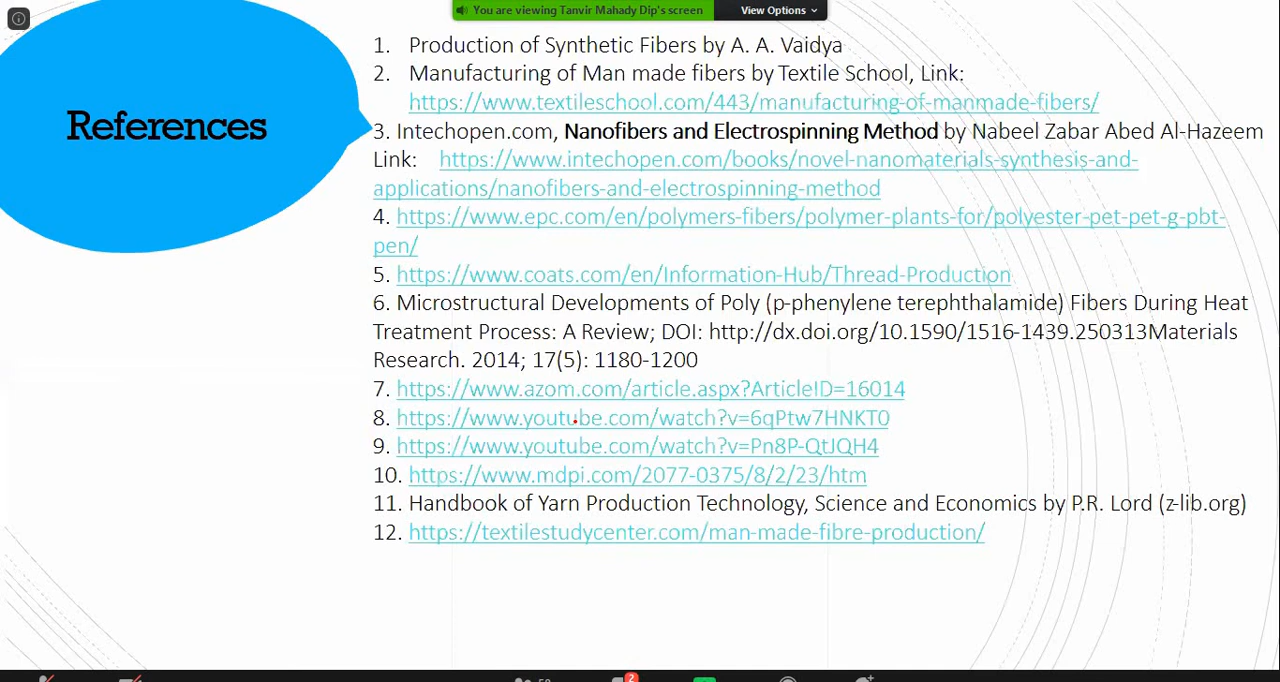 You are viewing Tanvir Mahady Dip's screen
View Options
References
1. Production of Synthetic Fibers by A. A. Vaidya
2. Manufacturing of Man made fibers by Textile School, Link:
https://www.textileschool.com/443/manufacturing-of-manmade-fibers/
3. Intechopen.com, Nanofibers and Electrospinning Method by Nabeel Zabar Abed Al-Hazeem
Link: https://www.intechopen.com/books/novel-nanomaterials-synthesis-and-
applications/nanofibers-and-electrospinning-method
4. https://www.epc.com/en/polymers-fibers/polymer-plants-for/polyester-pet-pet-g-pbt-
pen/
5. https://www.coats.com/en/Information-Hub/Thread-Production
6. Microstructural Developments of Poly (p-phenylene terephthalamide) Fibers During Heat
Treatment Process: A Review; DOI: http://dx.doi.org/10.1590/1516-1439.250313Materials
Research. 2014; 17(5): 1180-1200
7. https://www.azom.com/article.aspx?ArticleID=16014
8. https://www.youtube.com/watch?v=6qPtw7HNKT0
9. https://www.youtube.com/watch?v=Pn8P-QtJQH4
10. https://www.mdpi.com/2077-0375/8/2/23/htm
11. Handbook of Yarn Production Technology, Science and Economics by P.R. Lord (z-lib.org)
12. https://textilestudycenter.com/man-made-fibre-production/
2